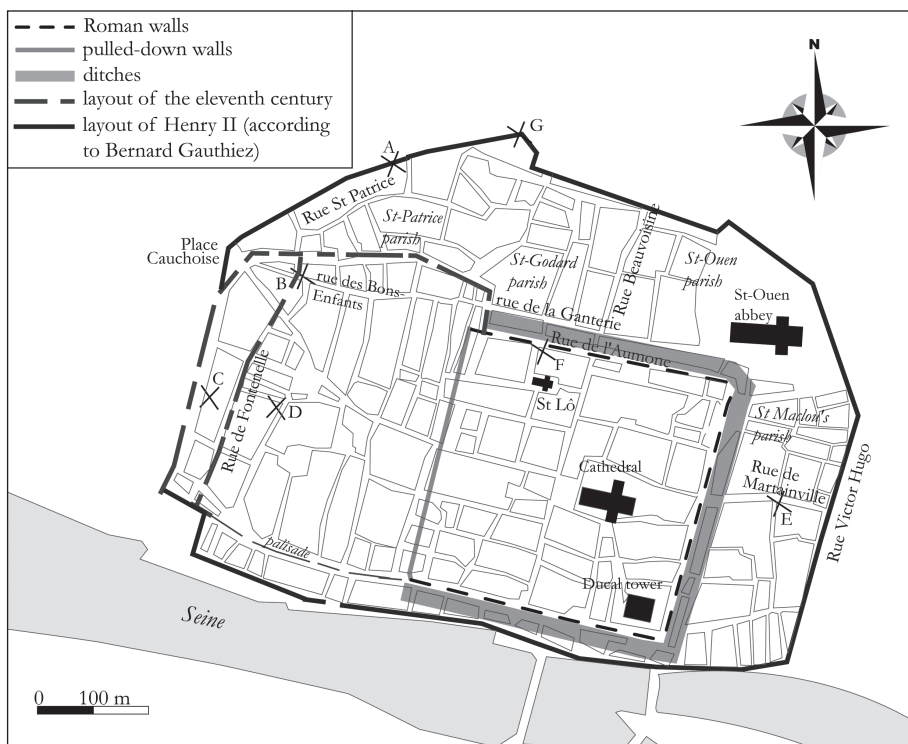 Roman walls
pulled-down walls
ditches
layout of the eleventh century
layout of Henry II (according
to Bernard Gauthiez)
N
G
A
Rue St Patrice
St-Patrice
parish
Place
Cauchoise
St-Godard
parish
Rue Beauvoisine
St-Ouen
parish
St-Ouen
abbey
B
rue des Bons-
Enfants
rue de la Ganterie
Rue de l'Aumone
F
St Lô
C
D
Rue de Fontenelle
St Maclou's
parish
Cathedral
Rue de
Martainville
E
Rue Victor Hugo
palisade
Ducal tower
Seine
0 100 m